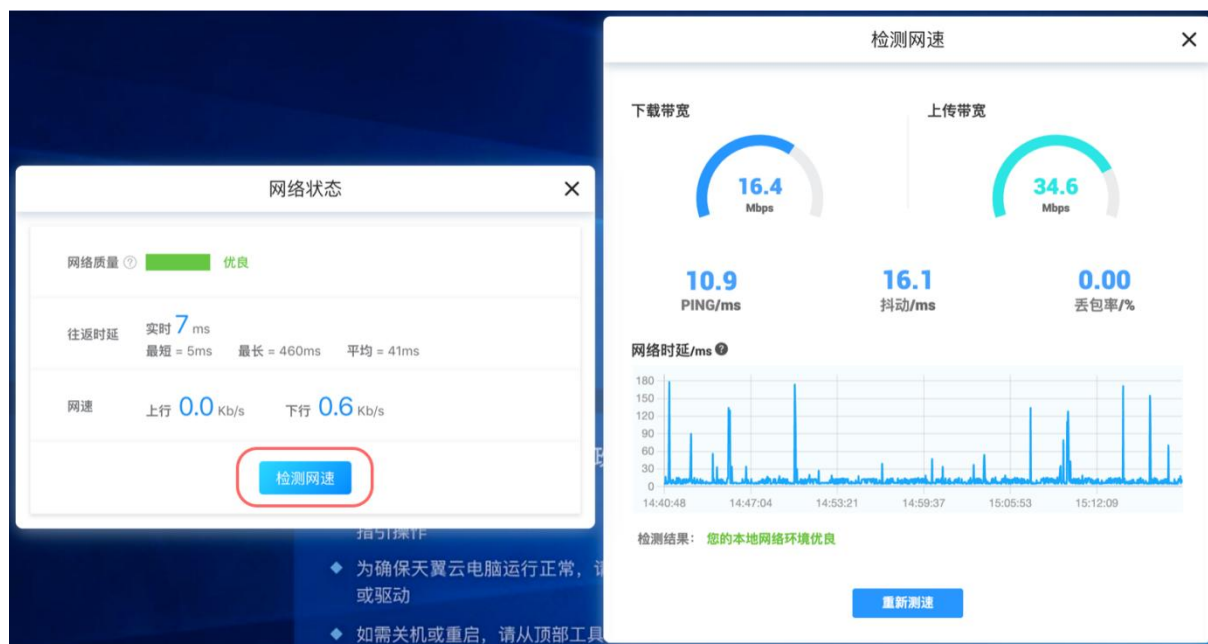 网络状态
网络质量 ? 优良
往返时延
实时 7 ms
最短 = 5ms 最长 = 460ms 平均 = 41ms
网速
上行 0.0 Kb/s 下行 0.6 Kb/s
检测网速
指引操作
为确保天翼云电脑运行正常,
或驱动
如需关机或重启,请从顶部工具
检测网速
下载带宽
上传带宽
16.4
Mbps
34.6
Mbps
10.9
PING/ms
16.1
抖动/ms
0.00
丢包率/%
网络时延/ms ?
180
150
120
90
60
30
0
14:40:48 14:47:04 14:53:21 14:59:37 15:05:53 15:12:09
检测结果: 您的本地网络环境优良
重新测速